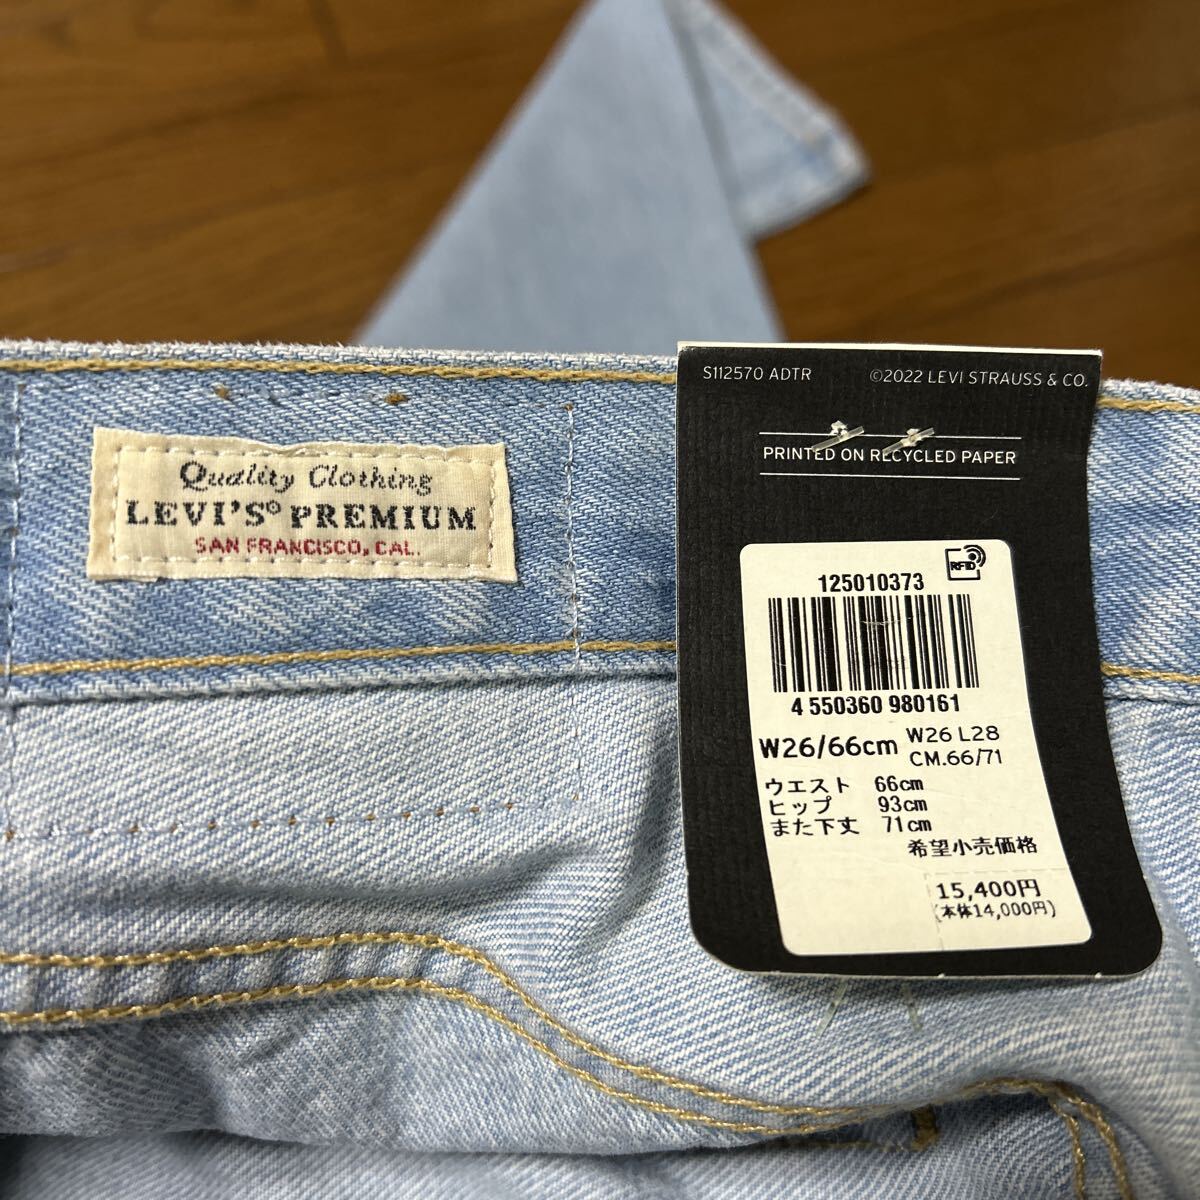 Quality Clothing
LEVI'S® PREMIUM
SAN FRANCISCO, CAL.
S112570 ADTR ©2022 LEVI STRAUSS & CO.
PRINTED ON RECYCLED PAPER
RFID
125010373
4 550360 980161
W26/66cm
W26 L28
CM.66/71
ウエスト 66cm
ヒップ 93cm
また下丈 71cm
希望小売価格
15,400円
(本体14,000円)